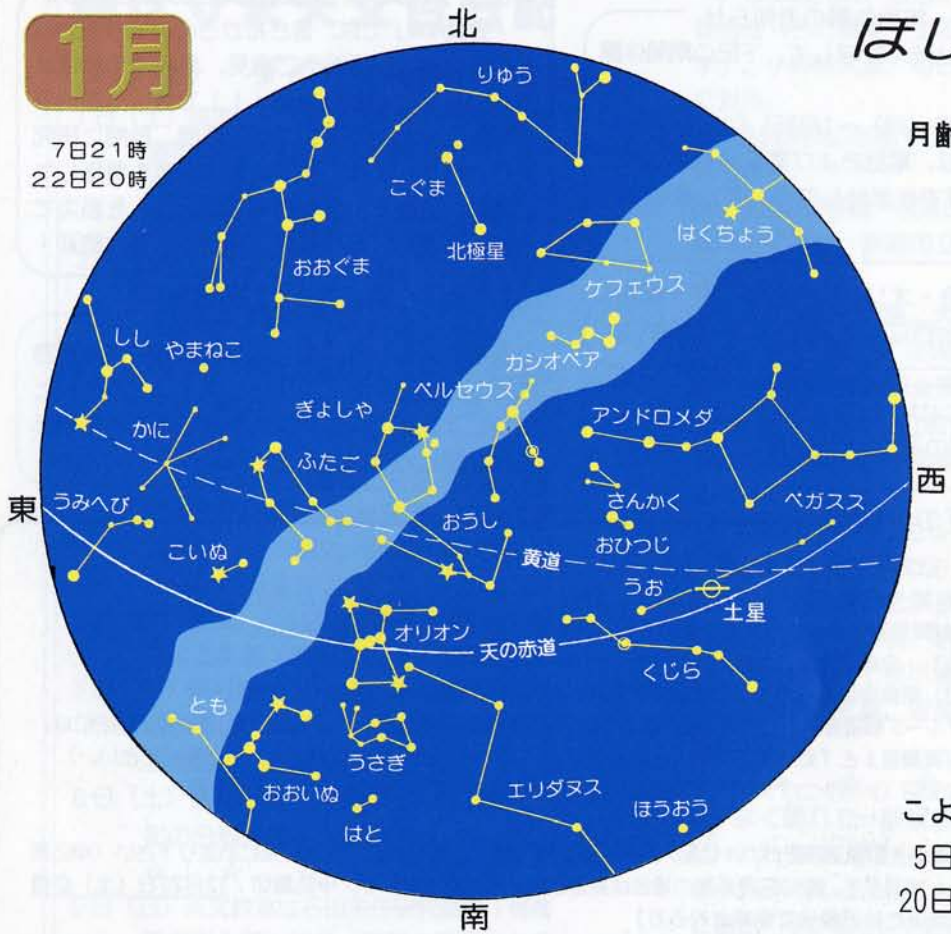 1月
7日21時
22日20時
北
ほし
月齢
りゅう
こぐま
北極星
はくちょう
おおぐま
ケフェウス
しし
やまねこ
カシオペア
ペルセウス
ぎょしゃ
アンドロメダ
かに
ふたご
東
西
うみへび
さんかく
ペガスス
おうし
おひつじ
こいぬ
黄道
うお
土星
オリオン
天の赤道
くじら
とも
うさぎ
おおいぬ
エリダヌス
ほうおう
はと
こよ
5日
20日
南